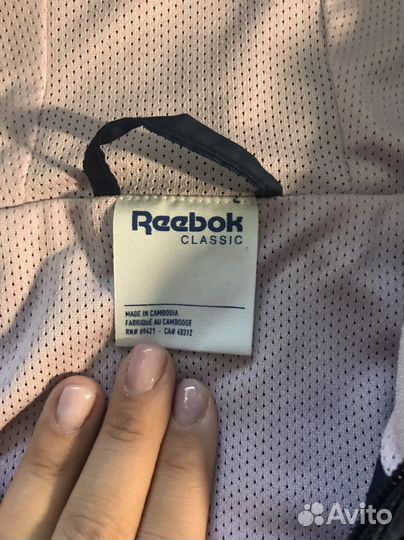 Reebok
CLASSIC
MADE IN CAMBODIA
FABRIQUÉ AU CAMBODGE
RN# 69421 - CA# 40312
Avito